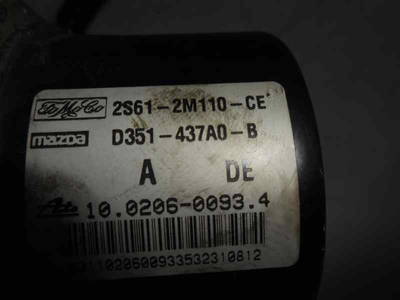 FoMoCo 2S61-2M110-CE*
mazda D351-437A0-B
A DE
Ate 10.0206-0093.4